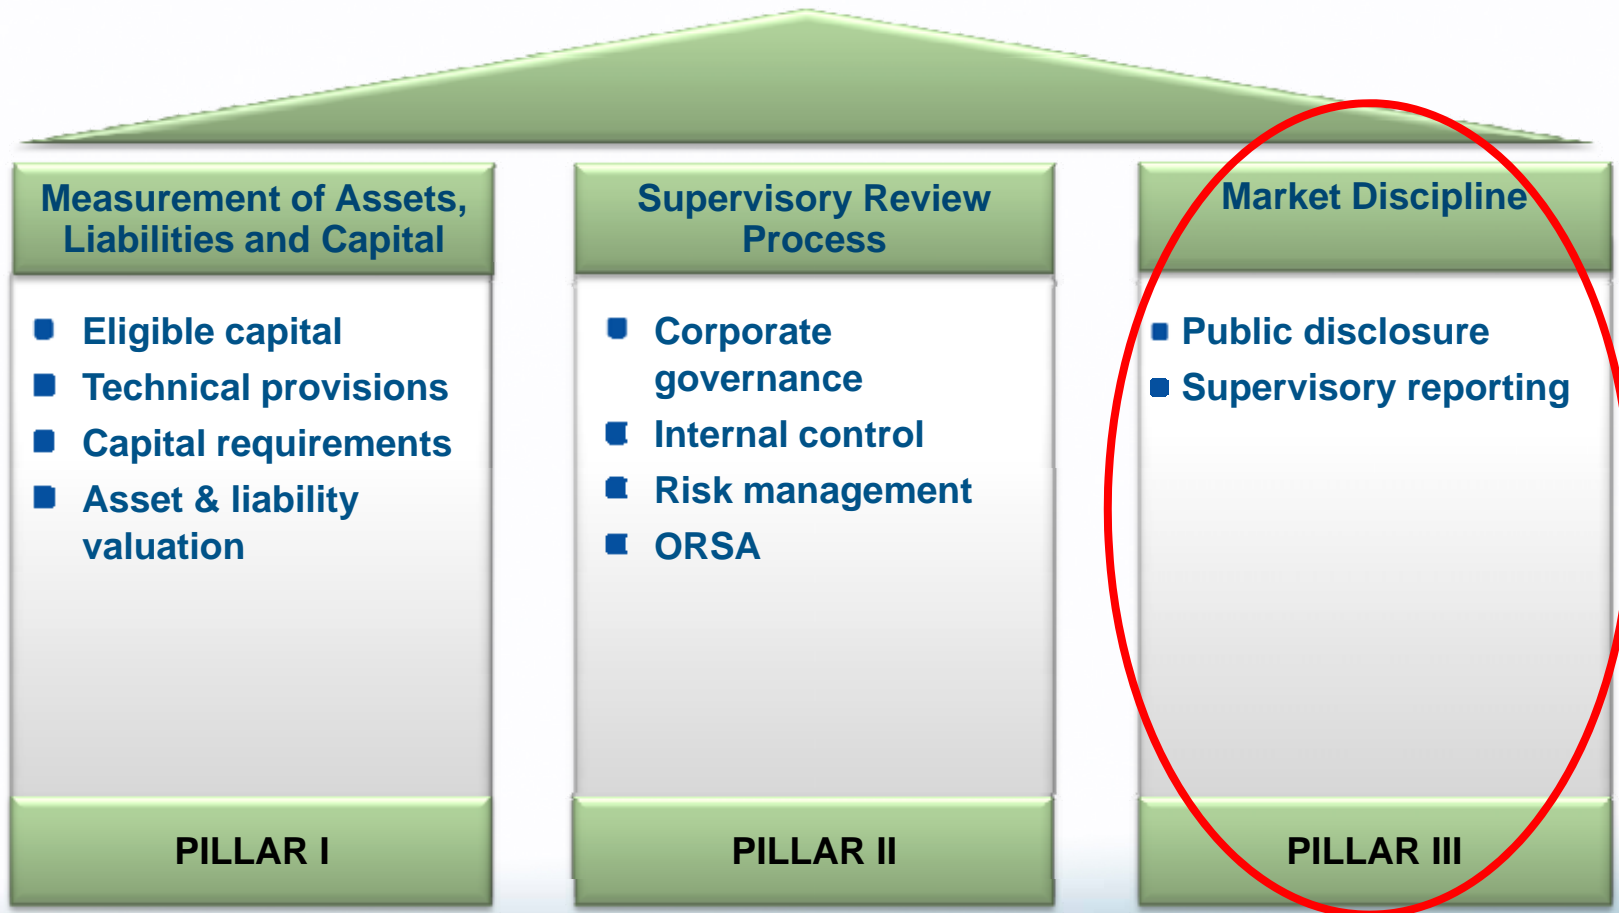 Measurement of Assets,
Liabilities and Capital
Eligible capital
Technical provisions
Capital requirements
Asset & liability
valuation
PILLAR I
Supervisory Review
Process
Corporate
governance
Internal control
Risk management
ORSA
PILLAR II
Market Discipline
Public disclosure
Supervisory reporting
PILLAR III